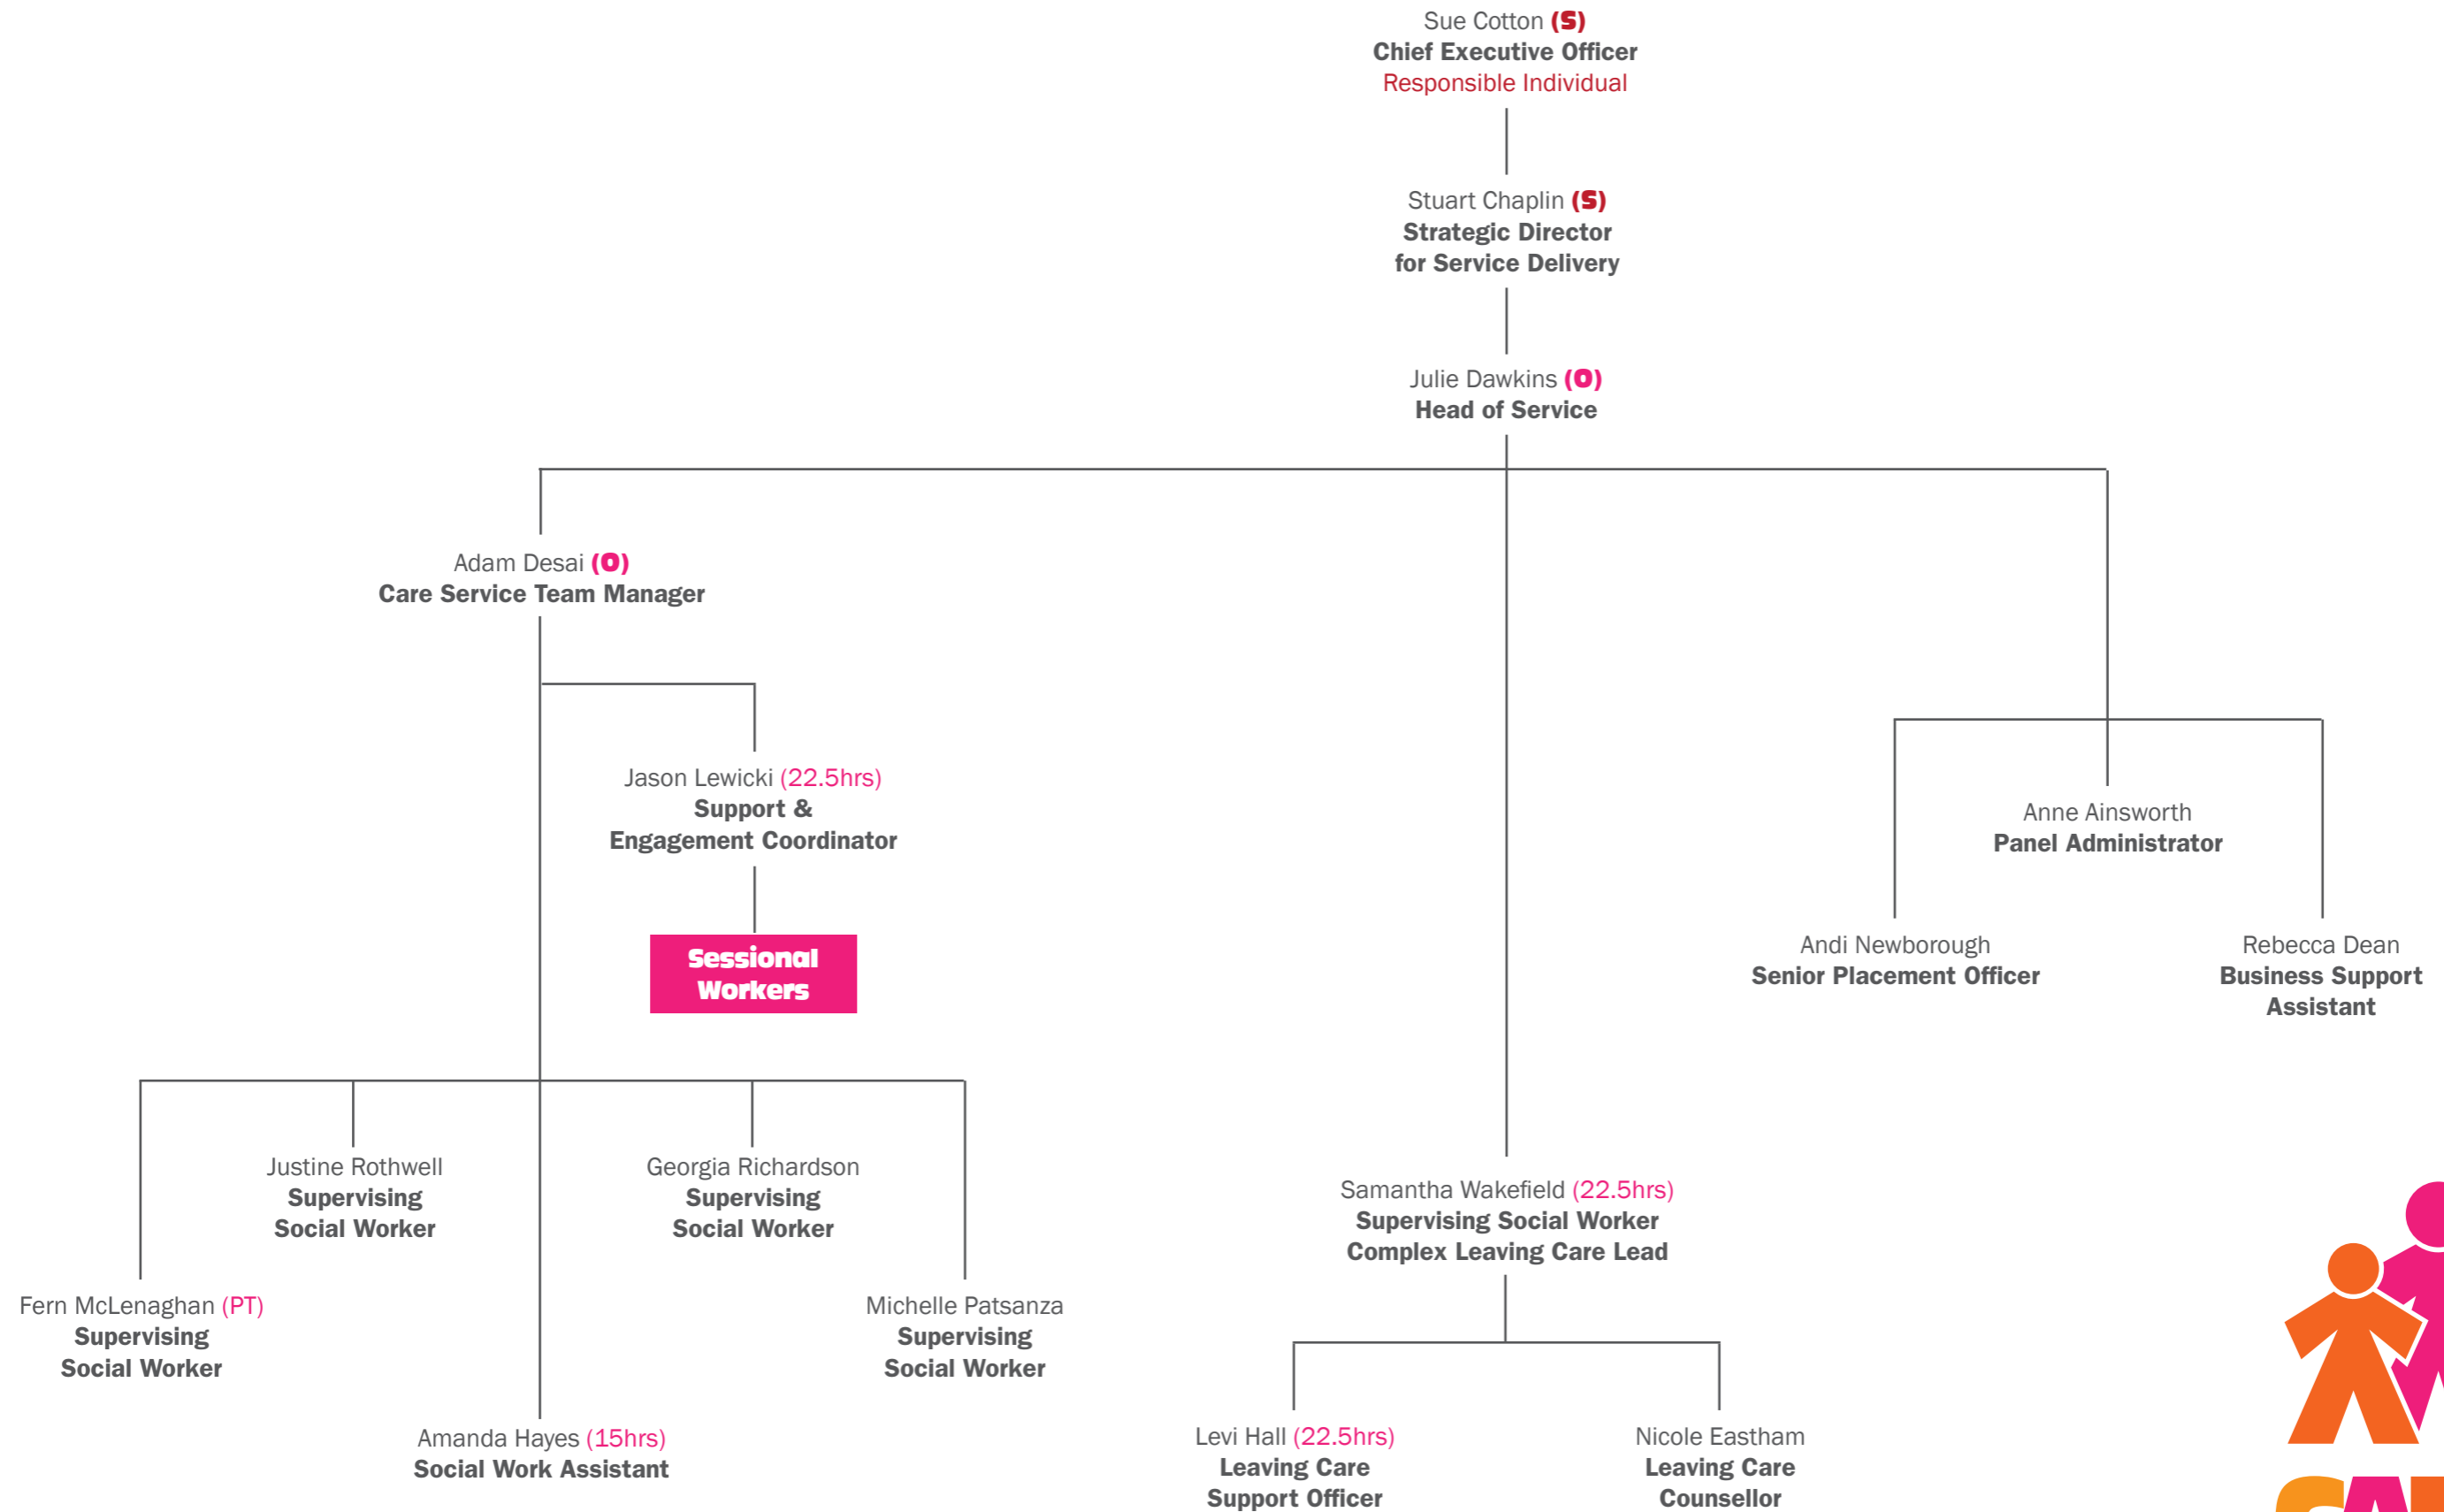 Sue Cotton (S)
Chief Executive Officer
Responsible Individual
Stuart Chaplin (S)
Strategic Director
for Service Delivery
Julie Dawkins (O)
Head of Service
Adam Desai (O)
Care Service Team Manager
Jason Lewicki (22.5hrs)
Support &
Engagement Coordinator
Sessional
Workers
Anne Ainsworth
Panel Administrator
Andi Newborough
Senior Placement Officer
Rebecca Dean
Business Support
Assistant
Justine Rothwell
Supervising
Social Worker
Georgia Richardson
Supervising
Social Worker
Samantha Wakefield (22.5hrs)
Supervising Social Worker
Complex Leaving Care Lead
Fern McLenaghan (PT)
Supervising
Social Worker
Michelle Patsanza
Supervising
Social Worker
Amanda Hayes (15hrs)
Social Work Assistant
Levi Hall (22.5hrs)
Leaving Care
Support Officer
Nicole Eastham
Leaving Care
Counsellor